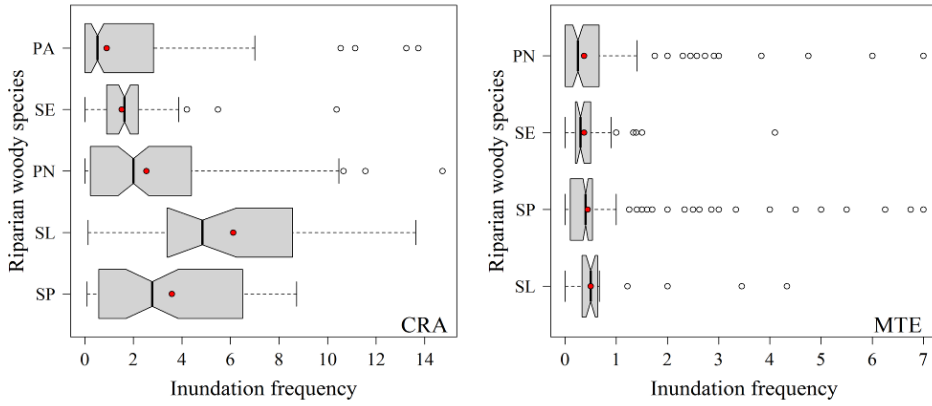 Riparian woody species
PA
SE
PN
SL
SP
CRA
0 2 4 6 8 10 12 14
Inundation frequency
Riparian woody species
PN
SE
SP
SL
MTE
0 1 2 3 4 5 6 7
Inundation frequency